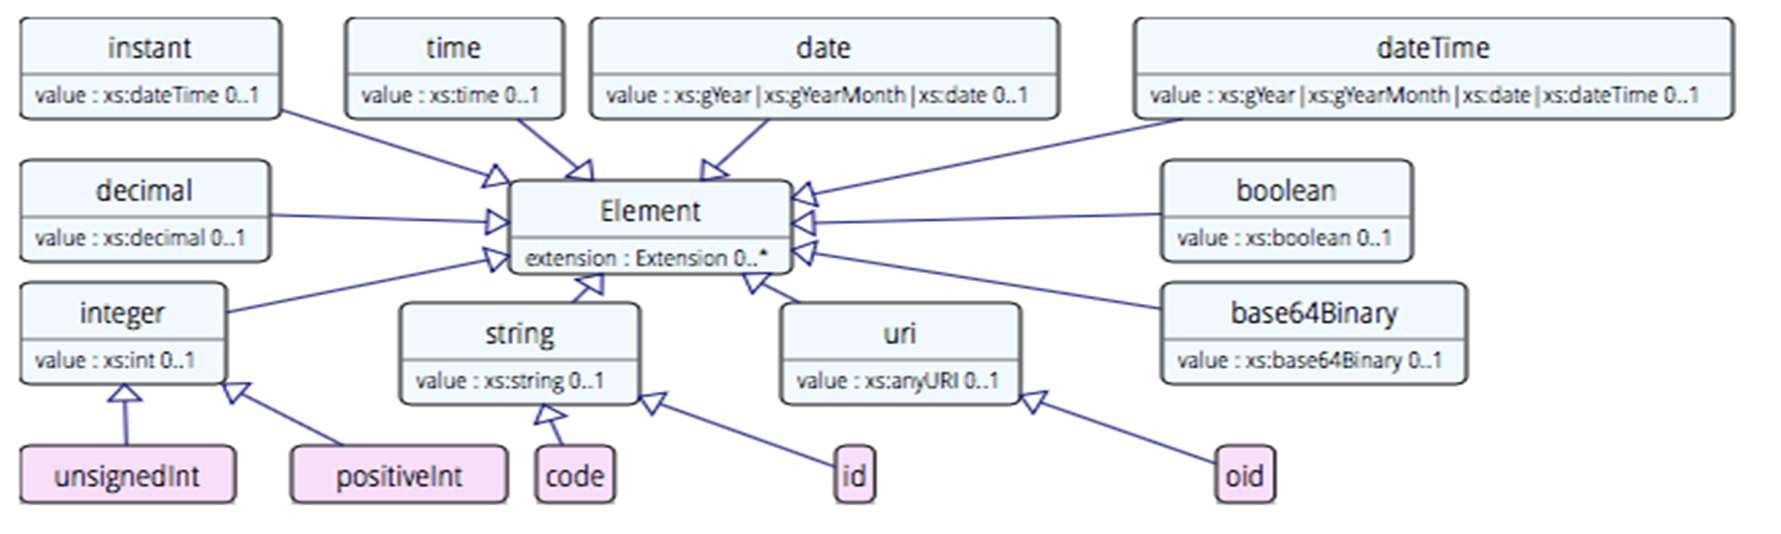 instant
value : xs:dateTime 0..1
time
value : xs:time 0..1
date
value : xs:gYear|xs:gYearMonth|xs:date 0..1
dateTime
value : xs:gYear|xs:gYearMonth|xs:date|xs:dateTime 0..1
decimal
value : xs:decimal 0..1
Element
extension : Extension 0..*
boolean
value : xs:boolean 0..1
integer
value : xs:int 0..1
string
value : xs:string 0..1
uri
value : xs:anyURI 0..1
base64Binary
value : xs:base64Binary 0..1
unsignedInt
positiveInt
code
id
oid